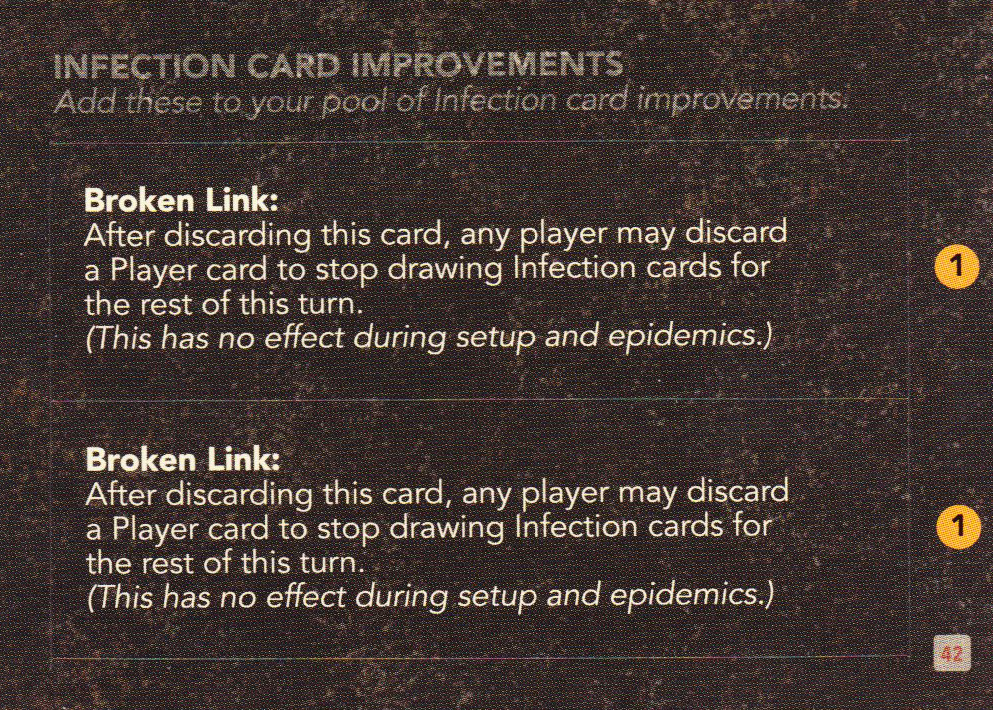 INFECTION CARD IMPROVEMENTS
Add these to your pool of Infection card improvements.
Broken Link:
After discarding this card, any player may discard
a Player card to stop drawing Infection cards for
the rest of this turn.
(This has no effect during setup and epidemics.)
1
Broken Link:
After discarding this card, any player may discard
a Player card to stop drawing Infection cards for
the rest of this turn.
(This has no effect during setup and epidemics.)
1
42